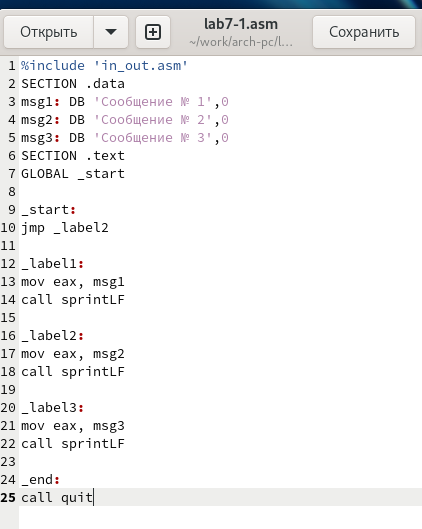 Открыть
lab7-1.asm
~/work/arch-pc/l...
Сохранить
1 %include 'in_out.asm'
2 SECTION .data
3 msg1: DB 'Сообщение № 1',0
4 msg2: DB 'Сообщение № 2',0
5 msg3: DB 'Сообщение № 3',0
6 SECTION .text
7 GLOBAL _start
8
9 _start:
10 jmp _label2
11
12 _label1:
13 mov eax, msg1
14 call sprintLF
15
16 _label2:
17 mov eax, msg2
18 call sprintLF
19
20 _label3:
21 mov eax, msg3
22 call sprintLF
23
24 _end:
25 call quit